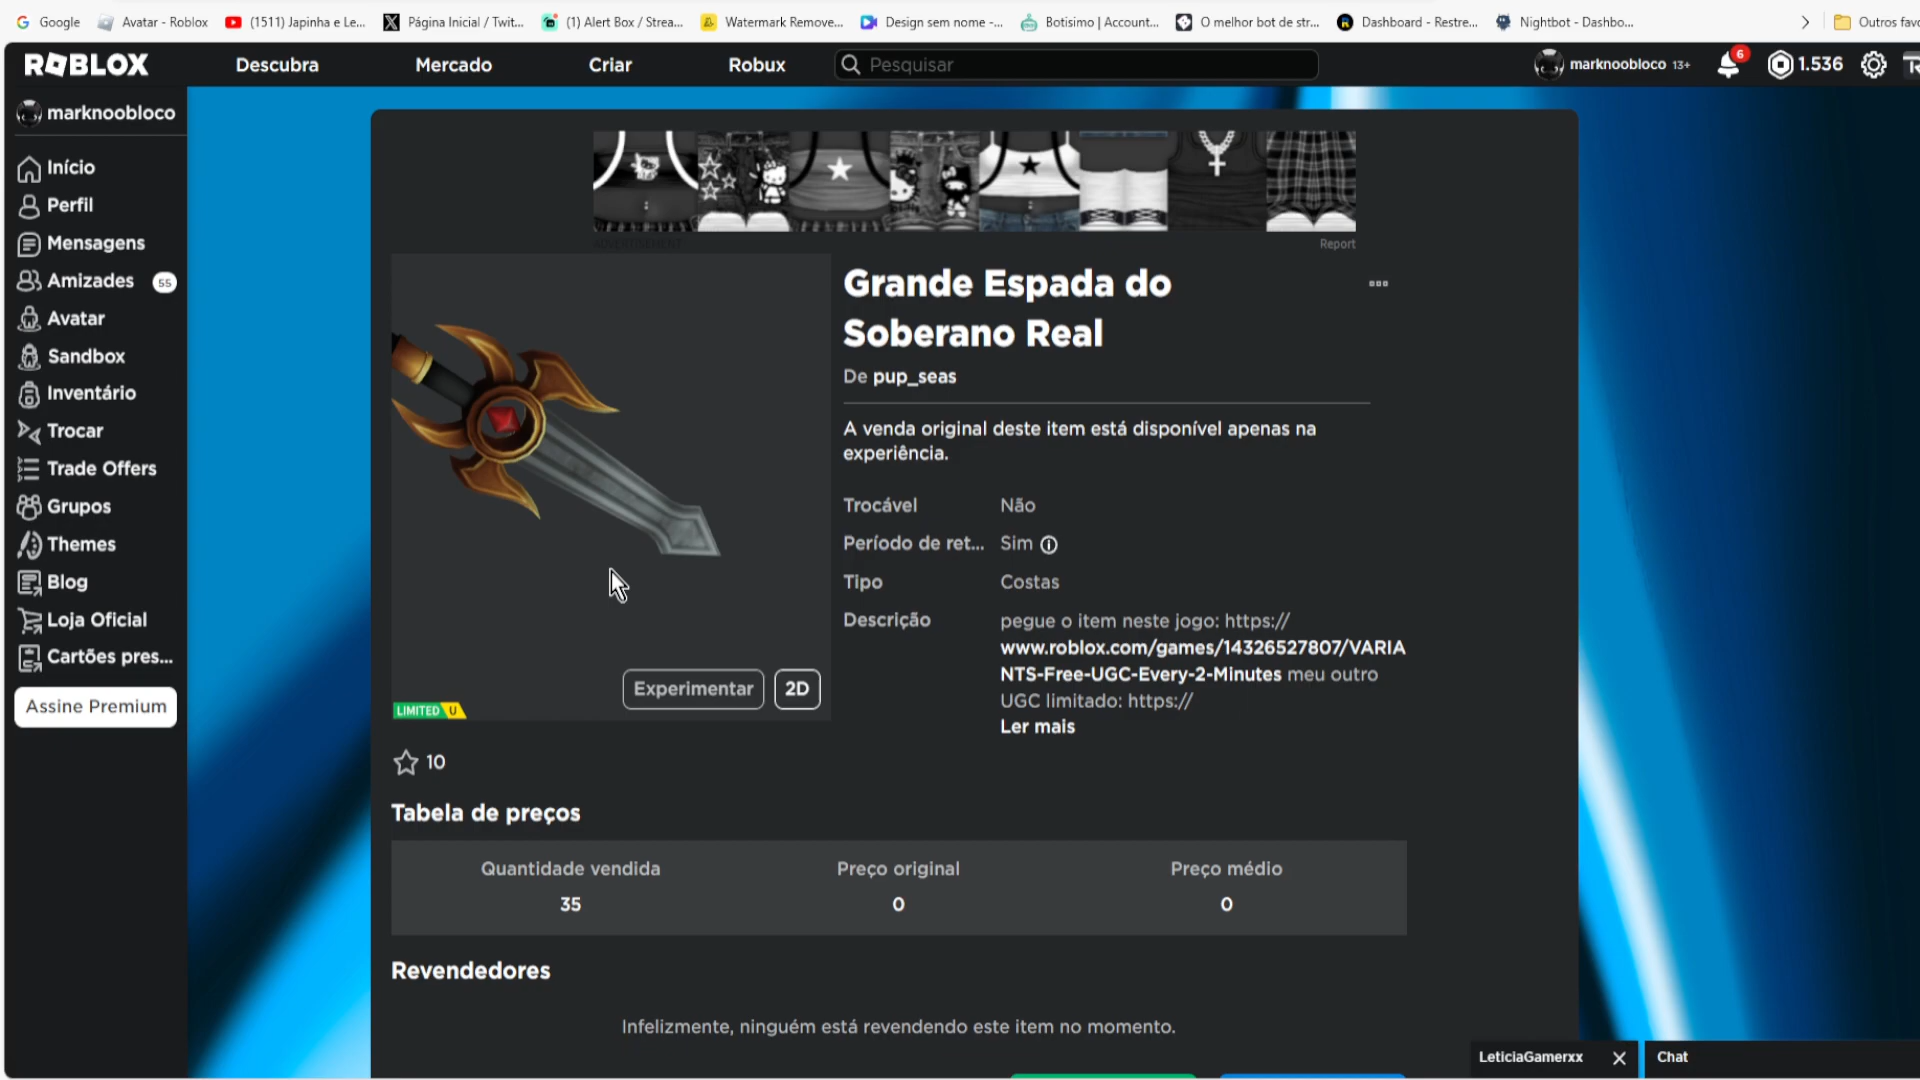 Google
Avatar - Roblox
(1511) Japinha e Le...
Página Inicial / Twit...
(1) Alert Box / Strea...
Watermark Remove...
Design sem nome -...
Botisimo | Account...
O melhor bot de str...
Dashboard - Restre...
Nightbot - Dashbo...
Outros favo
ROBLOX
Descubra
Mercado
Criar
Robux
Pesquisar
marknoobloco 13+
6
1.536
marknoobloco
Início
Perfil
Mensagens
Amizades 55
Avatar
Sandbox
Inventário
Trocar
Trade Offers
Grupos
Themes
Blog
Loja Oficial
Cartões pres...
Assine Premium
ADVERTISEMENT
Report
Grande Espada do
Soberano Real
De pup_seas
A venda original deste item está disponível apenas na
experiência.
Trocável Não
Período de ret... Sim
Tipo Costas
Descrição pegue o item neste jogo: https://
www.roblox.com/games/14326527807/VARIA
NTS-Free-UGC-Every-2-Minutes meu outro
UGC limitado: https://
Ler mais
Experimentar
2D
LIMITED U
10
Tabela de preços
Quantidade vendida Preço original Preço médio
35 0 0
Revendedores
Infelizmente, ninguém está revendendo este item no momento.
LeticiaGamerxx
Chat